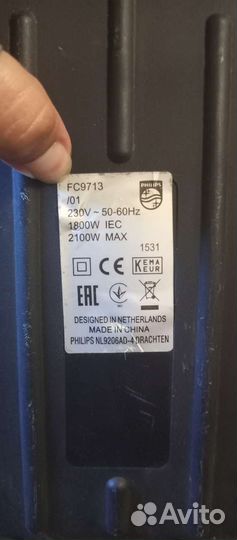 FC9713
/01
230V ~ 50-60Hz
1800W IEC
2100W MAX
PHILIPS
1531
CE
KEMA
EUR
EAC
DESIGNED IN NETHERLANDS
MADE IN CHINA
PHILIPS NL9206AD-4 DRACHTEN
Avito